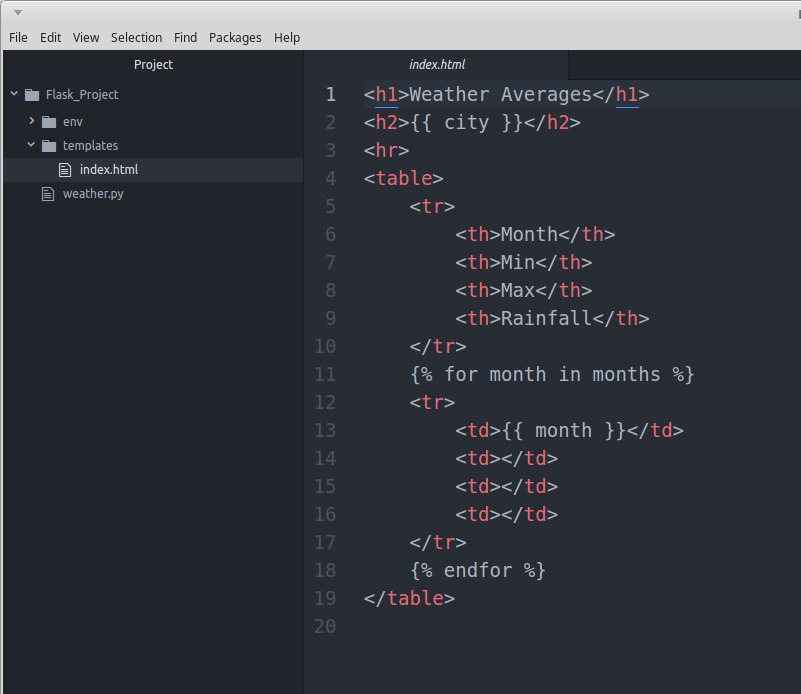 File Edit View Selection Find Packages Help
Project
Flask_Project
env
templates
index.html
weather.py
index.html
1 <h1>Weather Averages</h1>
2 <h2>{{ city }}</h2>
3 <hr>
4 <table>
5     <tr>
6         <th>Month</th>
7         <th>Min</th>
8         <th>Max</th>
9         <th>Rainfall</th>
10     </tr>
11     {% for month in months %}
12     <tr>
13         <td>{{ month }}</td>
14         <td></td>
15         <td></td>
16         <td></td>
17     </tr>
18     {% endfor %}
19 </table>
20